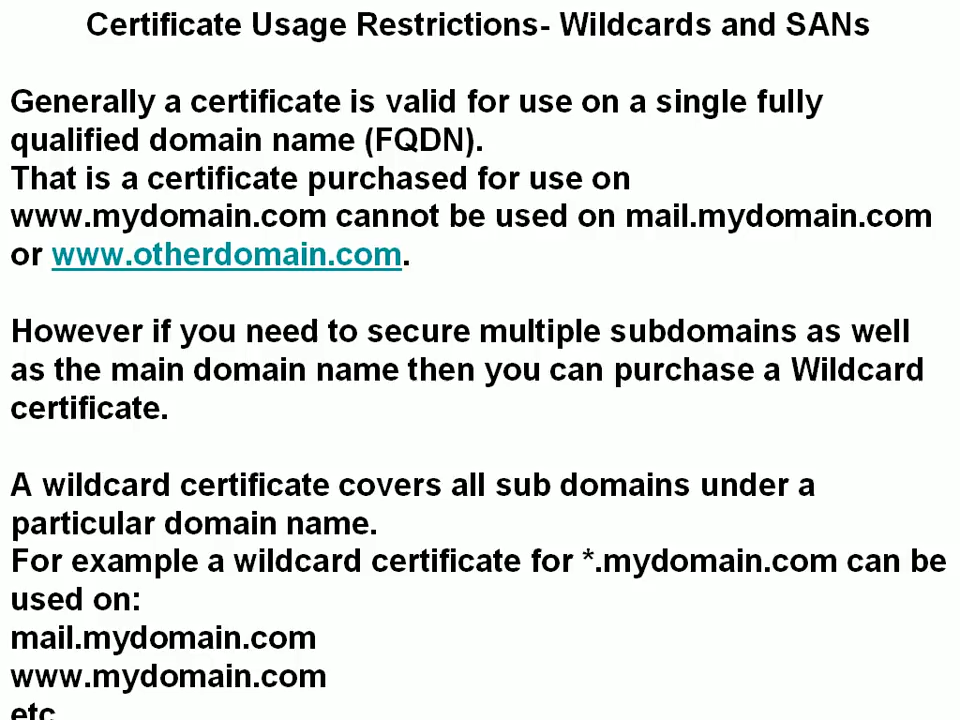 Certificate Usage Restrictions- Wildcards and SANs
Generally a certificate is valid for use on a single fully
qualified domain name (FQDN).
That is a certificate purchased for use on
www.mydomain.com cannot be used on mail.mydomain.com
or www.otherdomain.com.
However if you need to secure multiple subdomains as well
as the main domain name then you can purchase a Wildcard
certificate.
A wildcard certificate covers all sub domains under a
particular domain name.
For example a wildcard certificate for *.mydomain.com can be
used on:
mail.mydomain.com
www.mydomain.com
etc